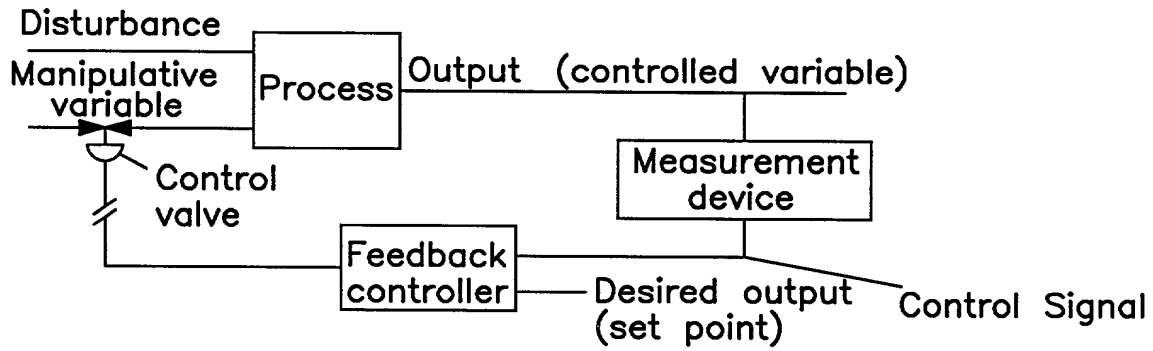 Disturbance
Manipulative
variable
Process
Output (controlled variable)
Control
valve
Measurement
device
Feedback
controller
Desired output
(set point)
Control Signal